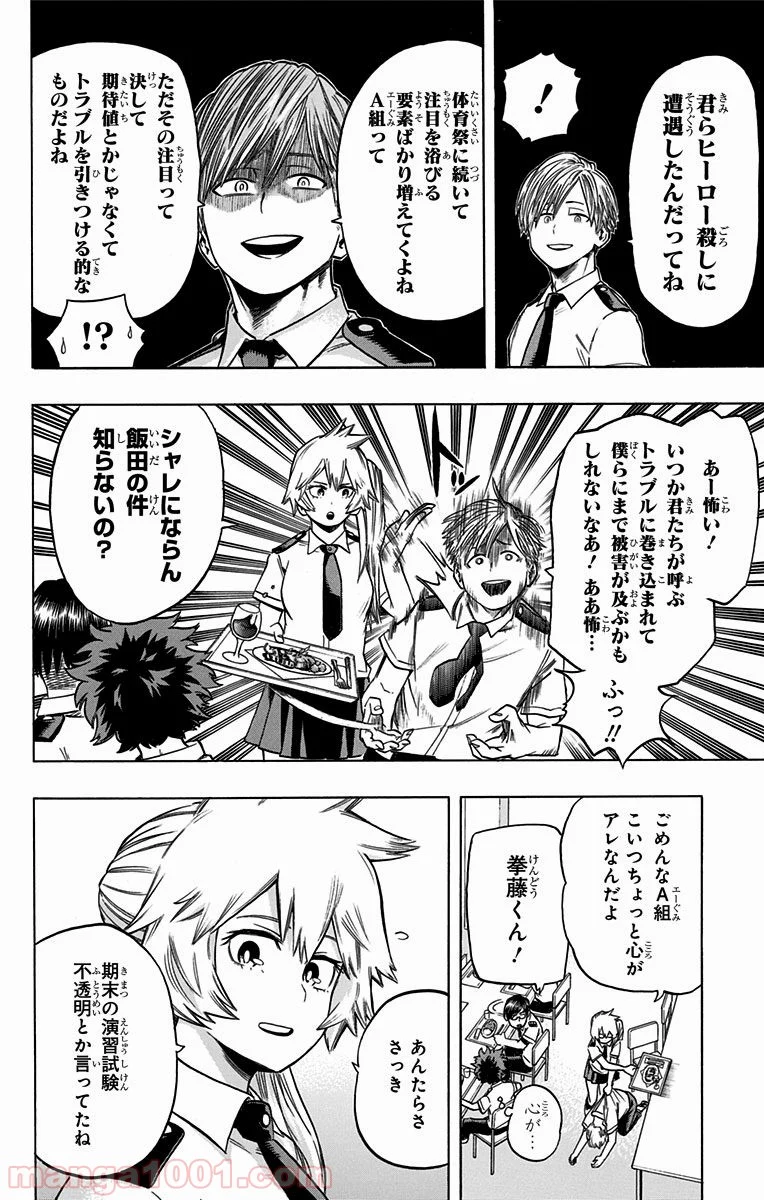 君らヒーロー殺しに
遭遇したんだってね
！
体育祭に続いて
注目を浴びる
要素ばかり増えてくよね
A組って
ただその注目って
決して
期待値とかじゃなくて
トラブルを引きつける的な
ものだよね
!?
あー怖い！
いつか君たちが呼ぶ
トラブルに巻き込まれて
僕らにまで被害が及ぶかも
しれないなあ！ああ怖…
ふっ!!
ドッ
シャレにならん
飯田の件
知らないの？
ごめんなA組
こいつちょっと心が
アレなんだよ
拳藤くん！
心が…
あんたらさ
さっき
期末の演習試験
不透明とか言ってたね
manga1001.com